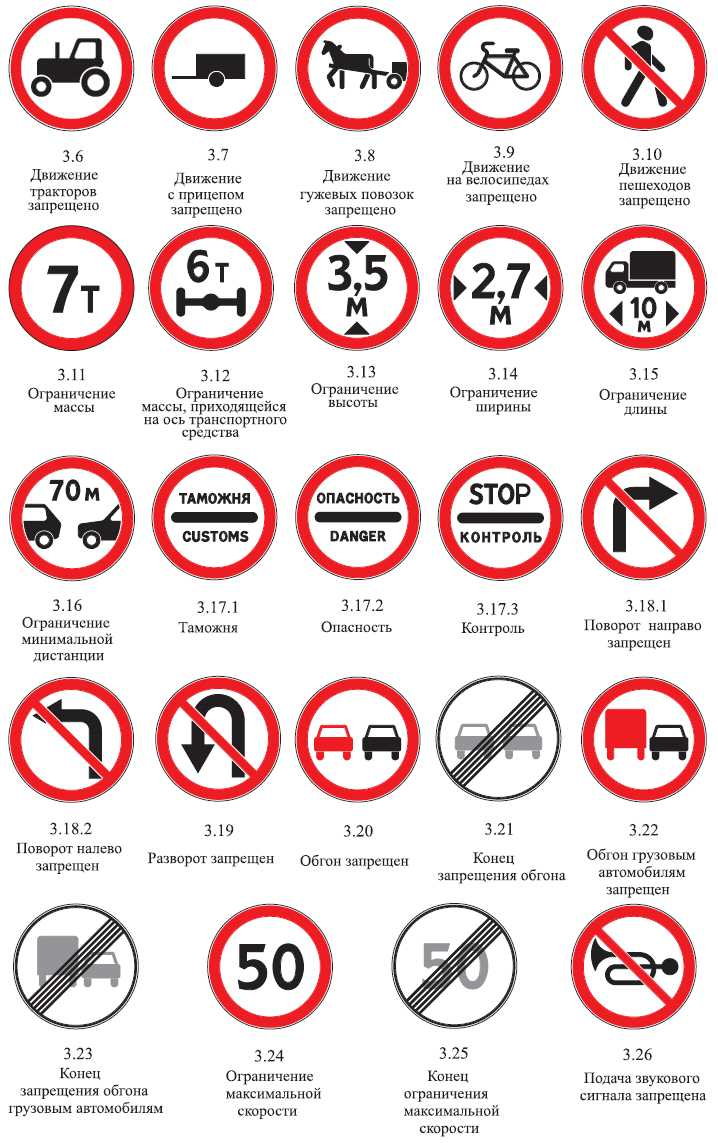 3.6
Движение
тракторов
запрещено
3.7
Движение
с прицепом
запрещено
3.8
Движение
гужевых повозок
запрещено
3.9
Движение
на велосипедах
запрещено
3.10
Движение
пешеходов
запрещено
7т
3.11
Ограничение
массы
6т
3.12
Ограничение
массы, приходящейся
на ось транспортного
средства
3,5
м
3.13
Ограничение
высоты
2,7
м
3.14
Ограничение
ширины
10
м
3.15
Ограничение
длины
70 м
3.16
Ограничение
минимальной
дистанции
ТАМОЖНЯ
CUSTOMS
3.17.1
Таможня
ОПАСНОСТЬ
DANGER
3.17.2
Опасность
STOP
КОНТРОЛЬ
3.17.3
Контроль
3.18.1
Поворот направо
запрещен
3.18.2
Поворот налево
запрещен
3.19
Разворот запрещен
3.20
Обгон запрещен
3.21
Конец
запрещения обгона
3.22
Обгон грузовым
автомобилям
запрещен
3.23
Конец
запрещения обгона
грузовым автомобилям
50
3.24
Ограничение
максимальной
скорости
50
3.25
Конец
ограничения
максимальной
скорости
3.26
Подача звукового
сигнала запрещена